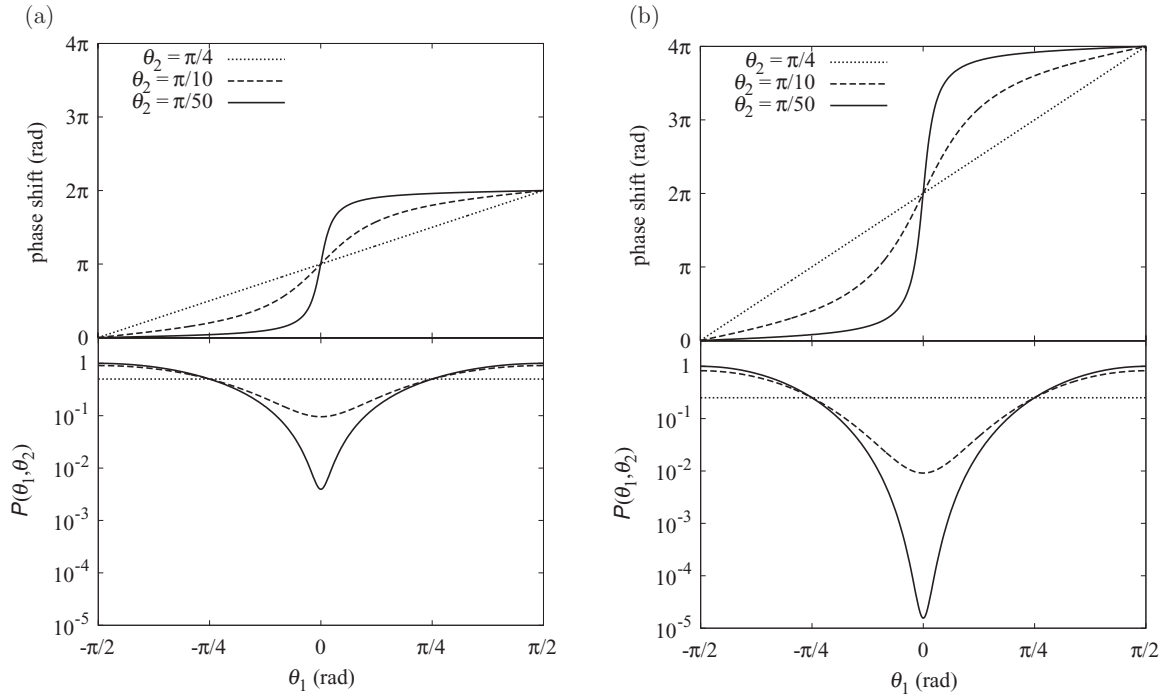 (a)
4π
3π
2π
π
0
phase shift (rad)
θ₂ = π/4
θ₂ = π/10
θ₂ = π/50
1
10⁻¹
10⁻²
10⁻³
10⁻⁴
10⁻⁵
P(θ₁,θ₂)
-π/2 -π/4 0 π/4 π/2
θ₁ (rad)
(b)
4π
3π
2π
π
0
phase shift (rad)
θ₂ = π/4
θ₂ = π/10
θ₂ = π/50
1
10⁻¹
10⁻²
10⁻³
10⁻⁴
10⁻⁵
P(θ₁,θ₂)
-π/2 -π/4 0 π/4 π/2
θ₁ (rad)